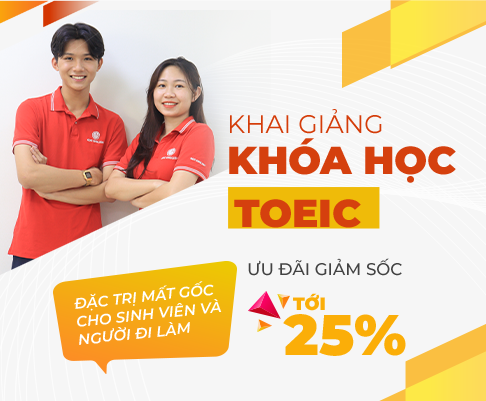 KHAI GIẢNG
KHÓA HỌC
TOEIC
ƯU ĐÃI GIẢM SỐC
TỚI
25%
ĐẶC TRỊ MẤT GỐC
CHO SINH VIÊN VÀ
NGƯỜI ĐI LÀM